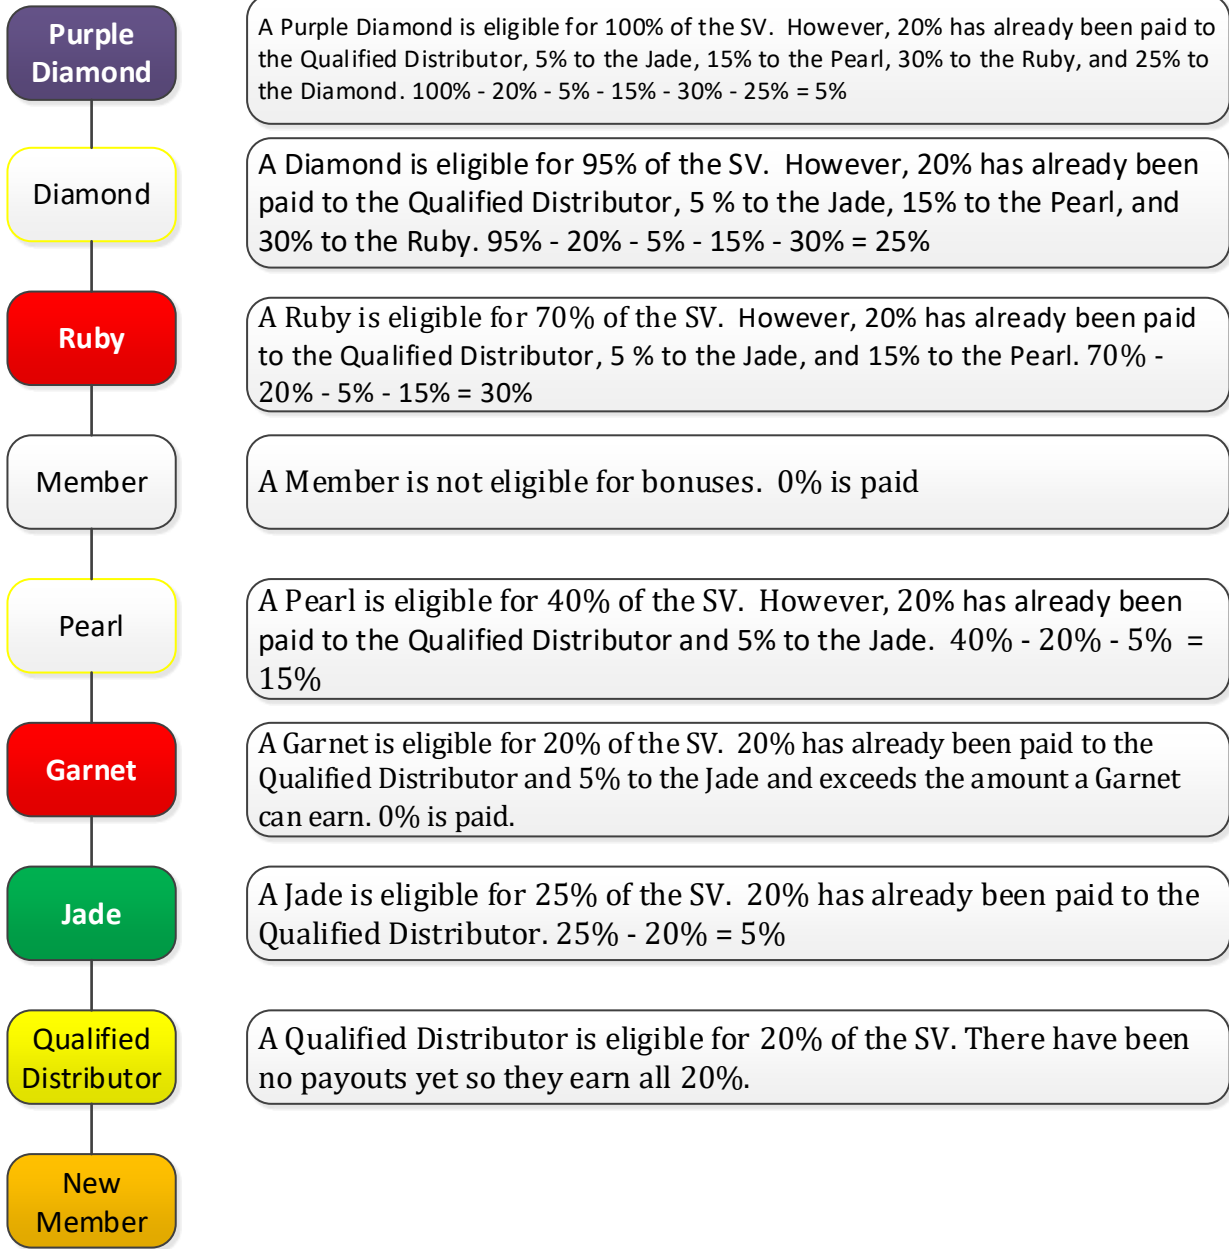 Purple
Diamond
A Purple Diamond is eligible for 100% of the SV.  However, 20% has already been paid to
the Qualified Distributor, 5% to the Jade, 15% to the Pearl, 30% to the Ruby, and 25% to
the Diamond. 100% - 20% - 5% - 15% - 30% - 25% = 5%
Diamond
A Diamond is eligible for 95% of the SV.  However, 20% has already been
paid to the Qualified Distributor, 5 % to the Jade, 15% to the Pearl, and
30% to the Ruby. 95% - 20% - 5% - 15% - 30% = 25%
Ruby
A Ruby is eligible for 70% of the SV.  However, 20% has already been paid
to the Qualified Distributor, 5 % to the Jade, and 15% to the Pearl. 70% -
20% - 5% - 15% = 30%
Member
A Member is not eligible for bonuses.  0% is paid
Pearl
A Pearl is eligible for 40% of the SV.  However, 20% has already been
paid to the Qualified Distributor and 5% to the Jade.  40% - 20% - 5%  =
15%
Garnet
A Garnet is eligible for 20% of the SV.  20% has already been paid to the
Qualified Distributor and 5% to the Jade and exceeds the amount a Garnet
can earn. 0% is paid.
Jade
A Jade is eligible for 25% of the SV.  20% has already been paid to the
Qualified Distributor. 25% - 20% = 5%
Qualified
Distributor
A Qualified Distributor is eligible for 20% of the SV. There have been
no payouts yet so they earn all 20%.
New
Member